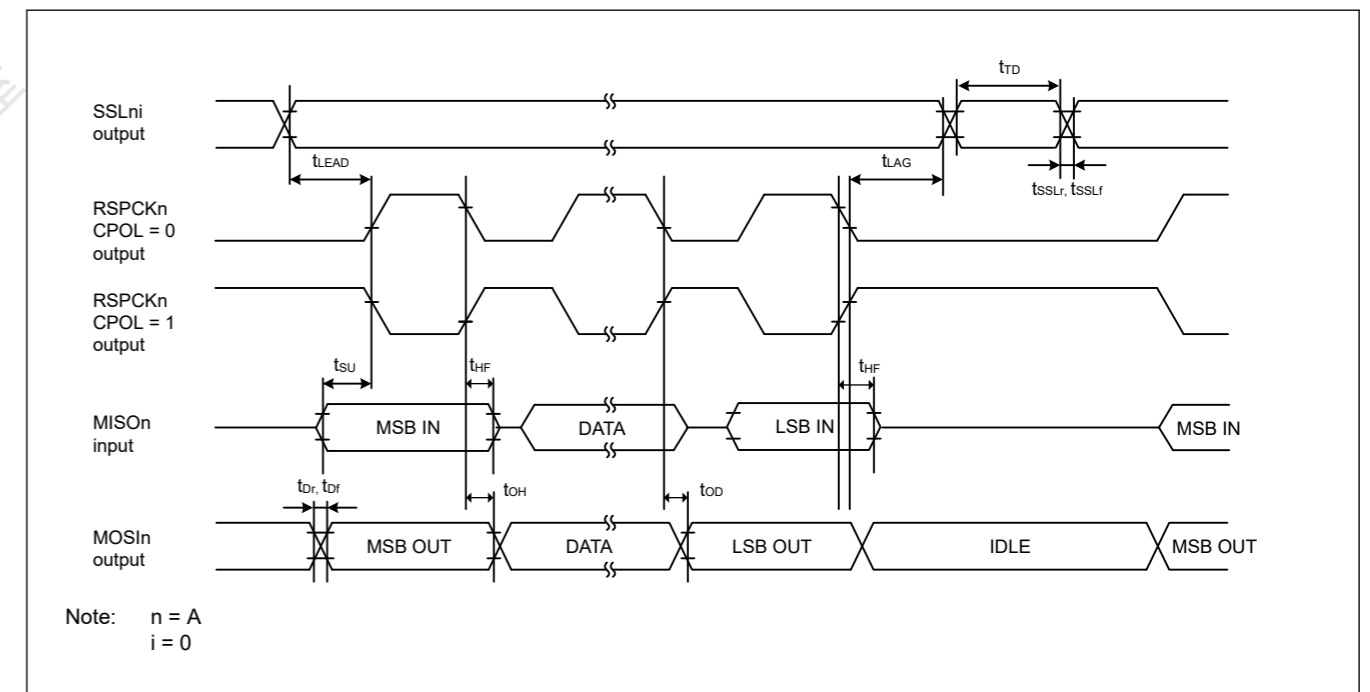 tTD
SSLni
output
tLEAD
tLAG
tSSLr, tSSLf
RSPCKn
CPOL = 0
output
RSPCKn
CPOL = 1
output
tSU
tHF
tHF
MISOn
input
MSB IN
DATA
LSB IN
MSB IN
tDr, tDf
tOH
tOD
MOSIn
output
MSB OUT
DATA
LSB OUT
IDLE
MSB OUT
Note: n = A
i = 0